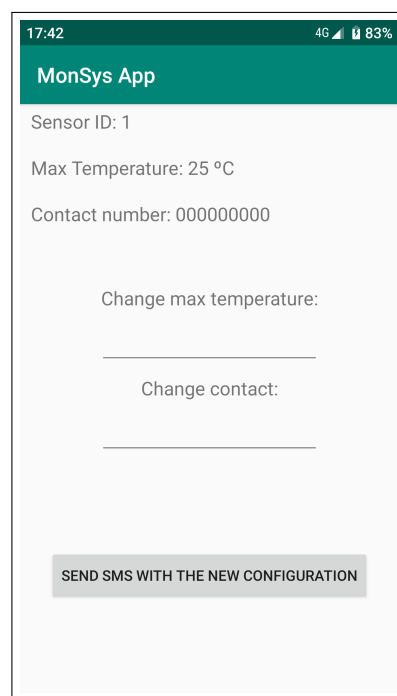 17:42 4G 83%
MonSys App
Sensor ID: 1
Max Temperature: 25 ºC
Contact number: 000000000
Change max temperature:
Change contact:
SEND SMS WITH THE NEW CONFIGURATION